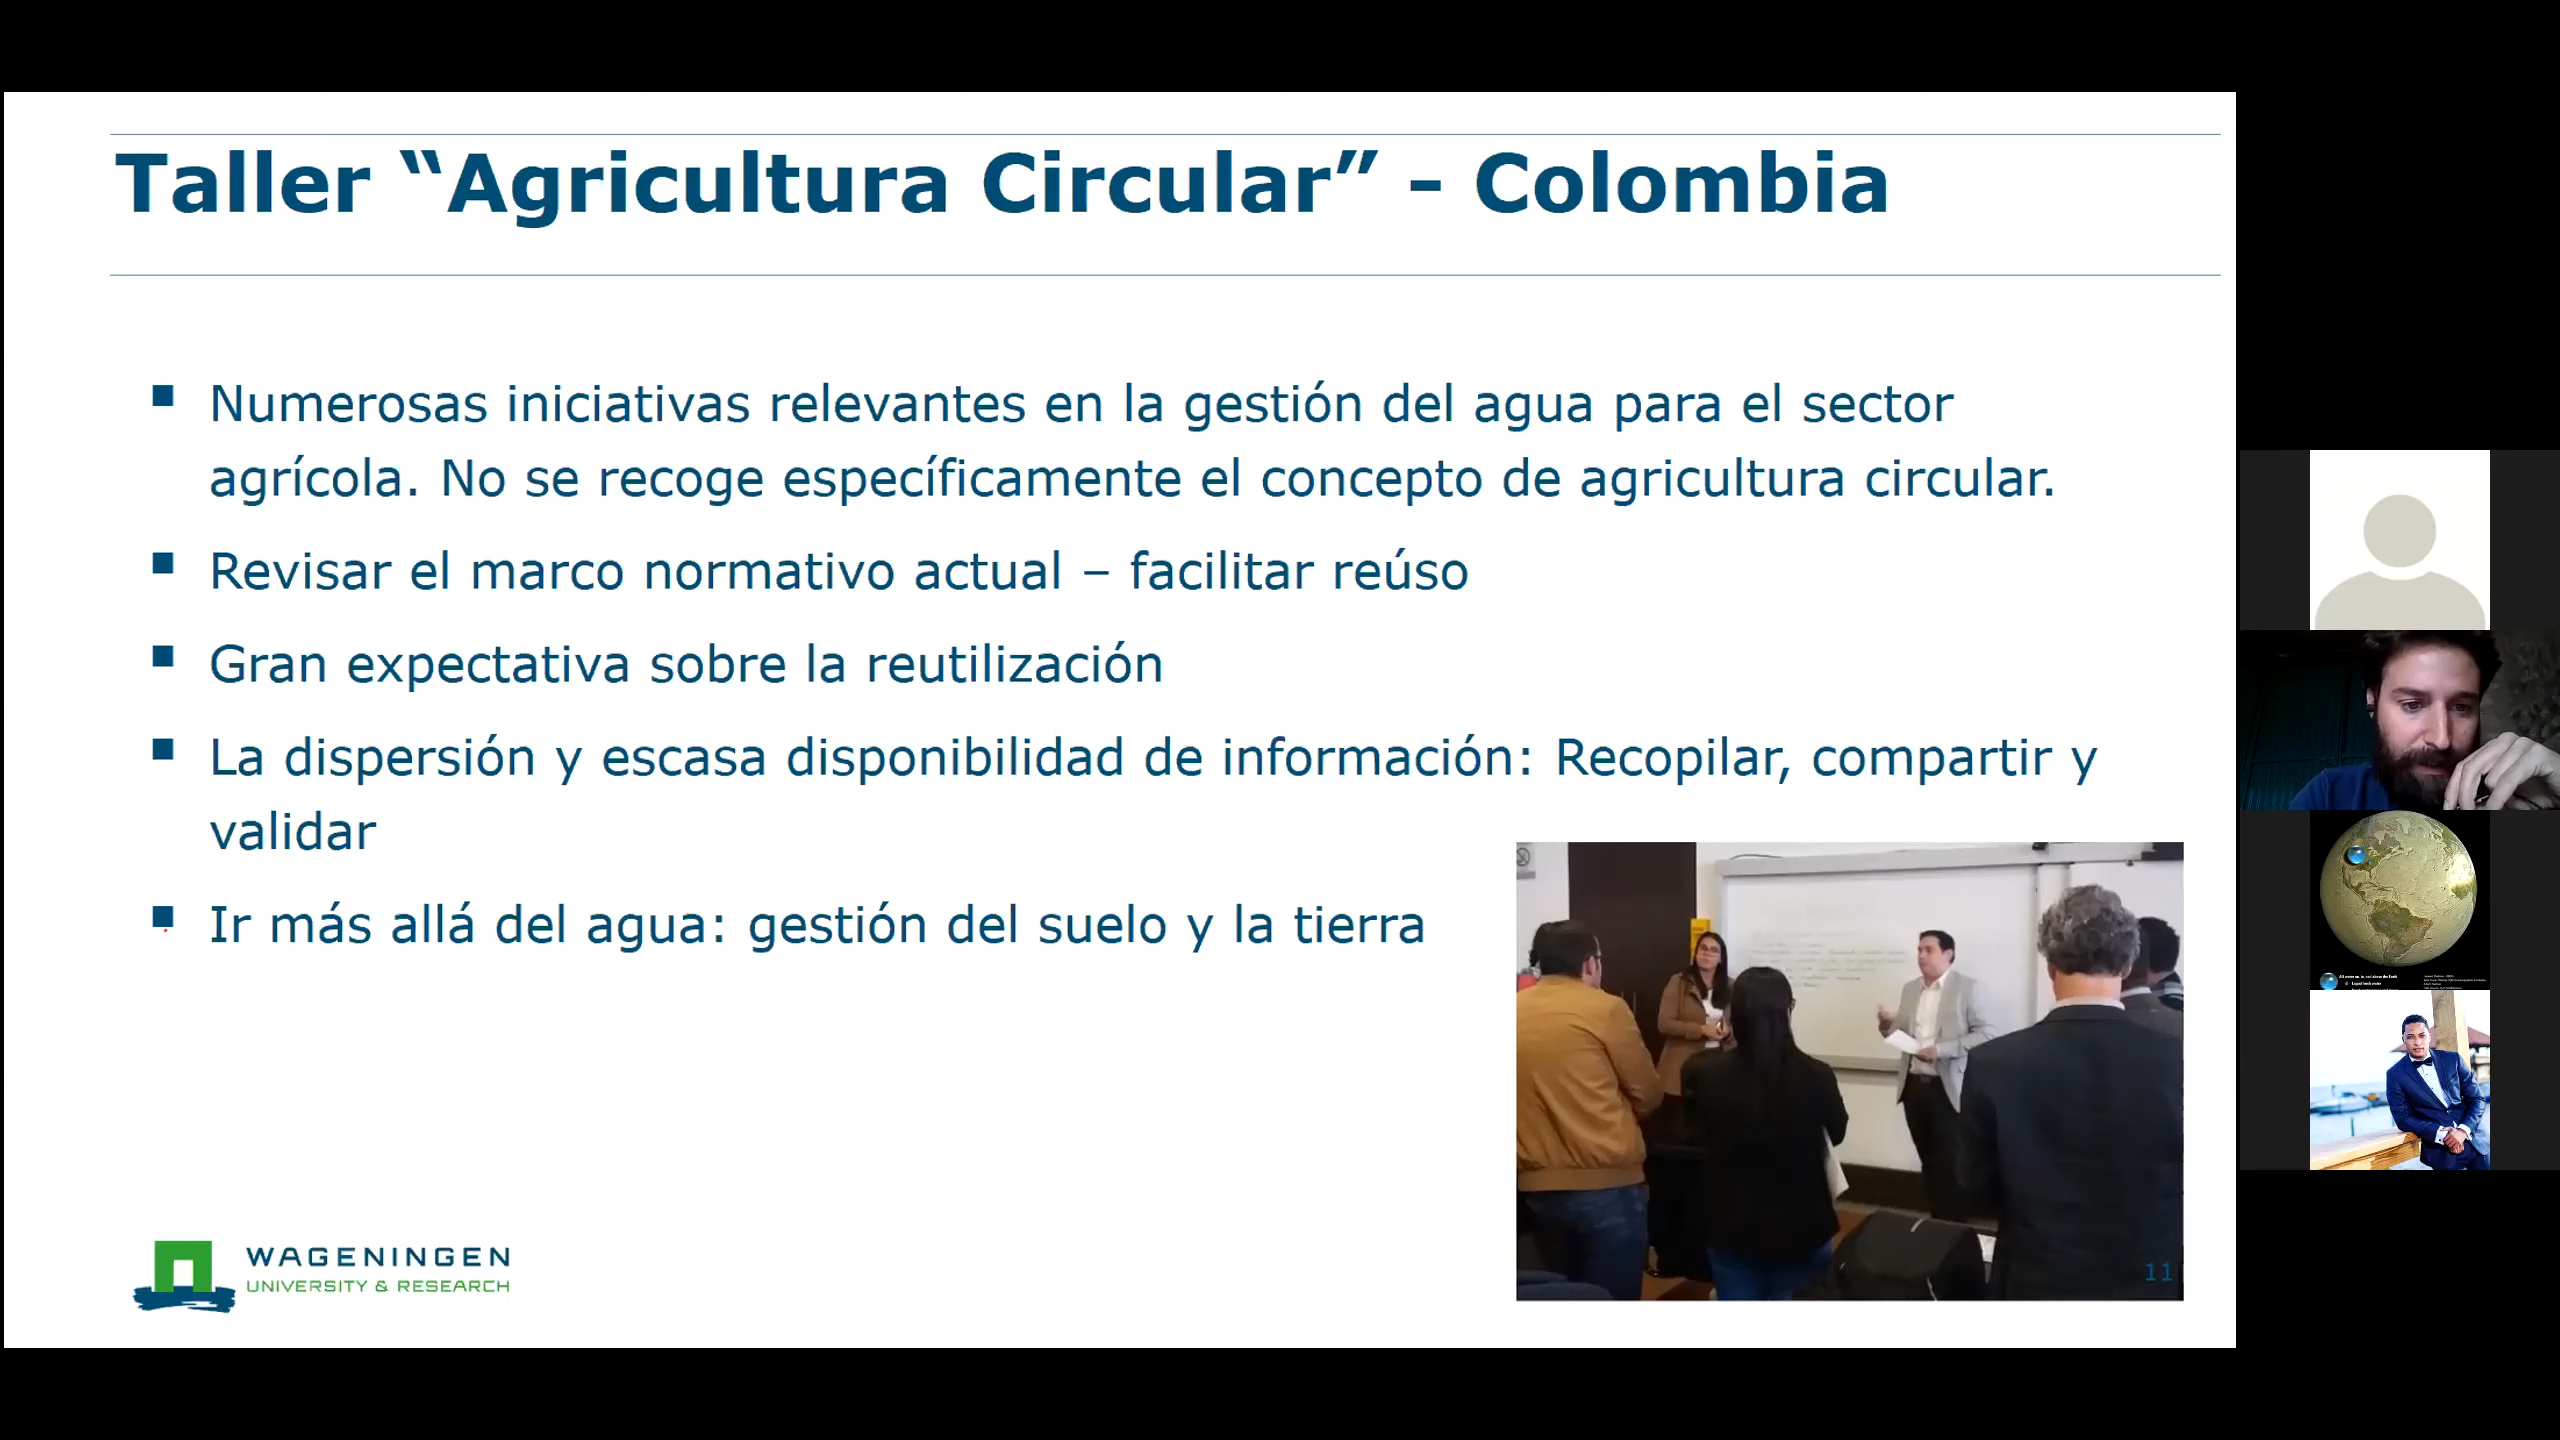 Taller “Agricultura Circular” - Colombia
▪ Numerosas iniciativas relevantes en la gestión del agua para el sector
agrícola. No se recoge específicamente el concepto de agricultura circular.
▪ Revisar el marco normativo actual – facilitar reúso
▪ Gran expectativa sobre la reutilización
▪ La dispersión y escasa disponibilidad de información: Recopilar, compartir y
validar
▪ Ir más allá del agua: gestión del suelo y la tierra
WAGENINGEN
UNIVERSITY & RESEARCH
11